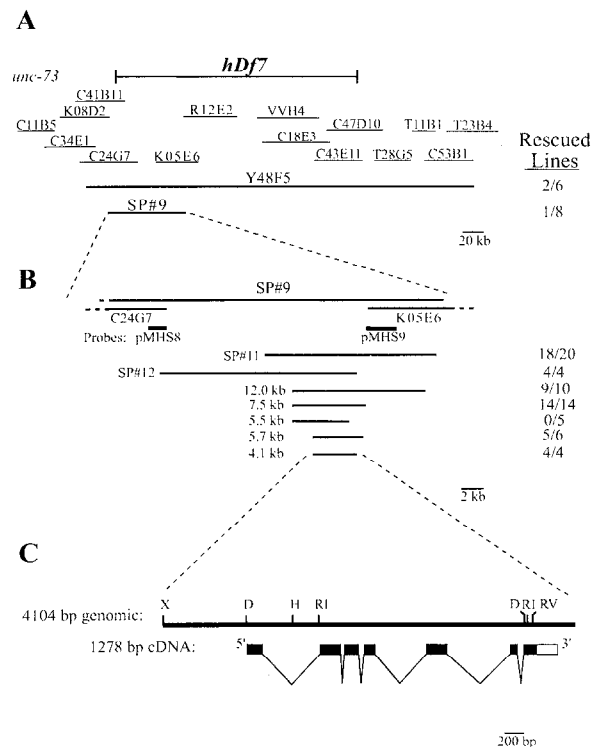 A
unc-73
hDf7
C41B11
K08D2
R12E2
VVH4
C47D10
T11B1
T23B4
C11B5
C34E1
C18E3
C24G7
K05E6
C43E11
T28G5
C53B1
Rescued
Lines
Y48F5
2/6
SP#9
1/8
20 kb
B
SP#9
C24G7
K05E6
Probes: pMHS8
pMHS9
SP#11
18/20
SP#12
4/4
12.0 kb
9/10
7.5 kb
14/14
5.5 kb
0/5
5.7 kb
5/6
4.1 kb
4/4
2 kb
C
X D H RI D RI RV
4104 bp genomic:
1278 bp cDNA:
5'
3'
200 bp